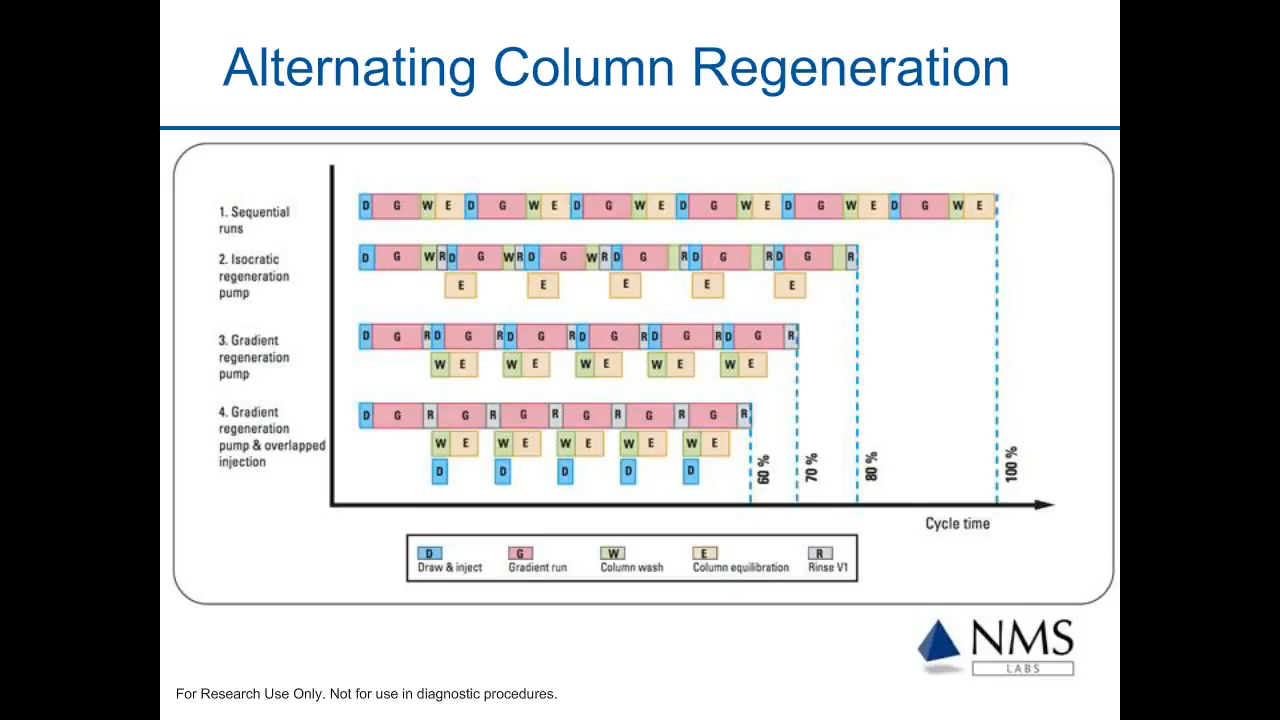 Alternating Column Regeneration
1. Sequential
runs
D G W E D G W E D G W E D G W E D G W E D G W E
2. Isocratic
regeneration
pump
D G W R D G W R D G W R D G R D G R D G R
E E E E E
3. Gradient
regeneration
pump
D G R D G R D G R D G R D G R D G R
W E W E W E W E W E
4. Gradient
regeneration
pump & overlapped
injection
D G R G R G R G R G R G R
W E W E W E W E W E
D D D D D
60 %
70 %
80 %
100 %
Cycle time
D G W E R
Draw & inject Gradient run Column wash Column equilibration Rinse V1
NMS
LABS
For Research Use Only. Not for use in diagnostic procedures.